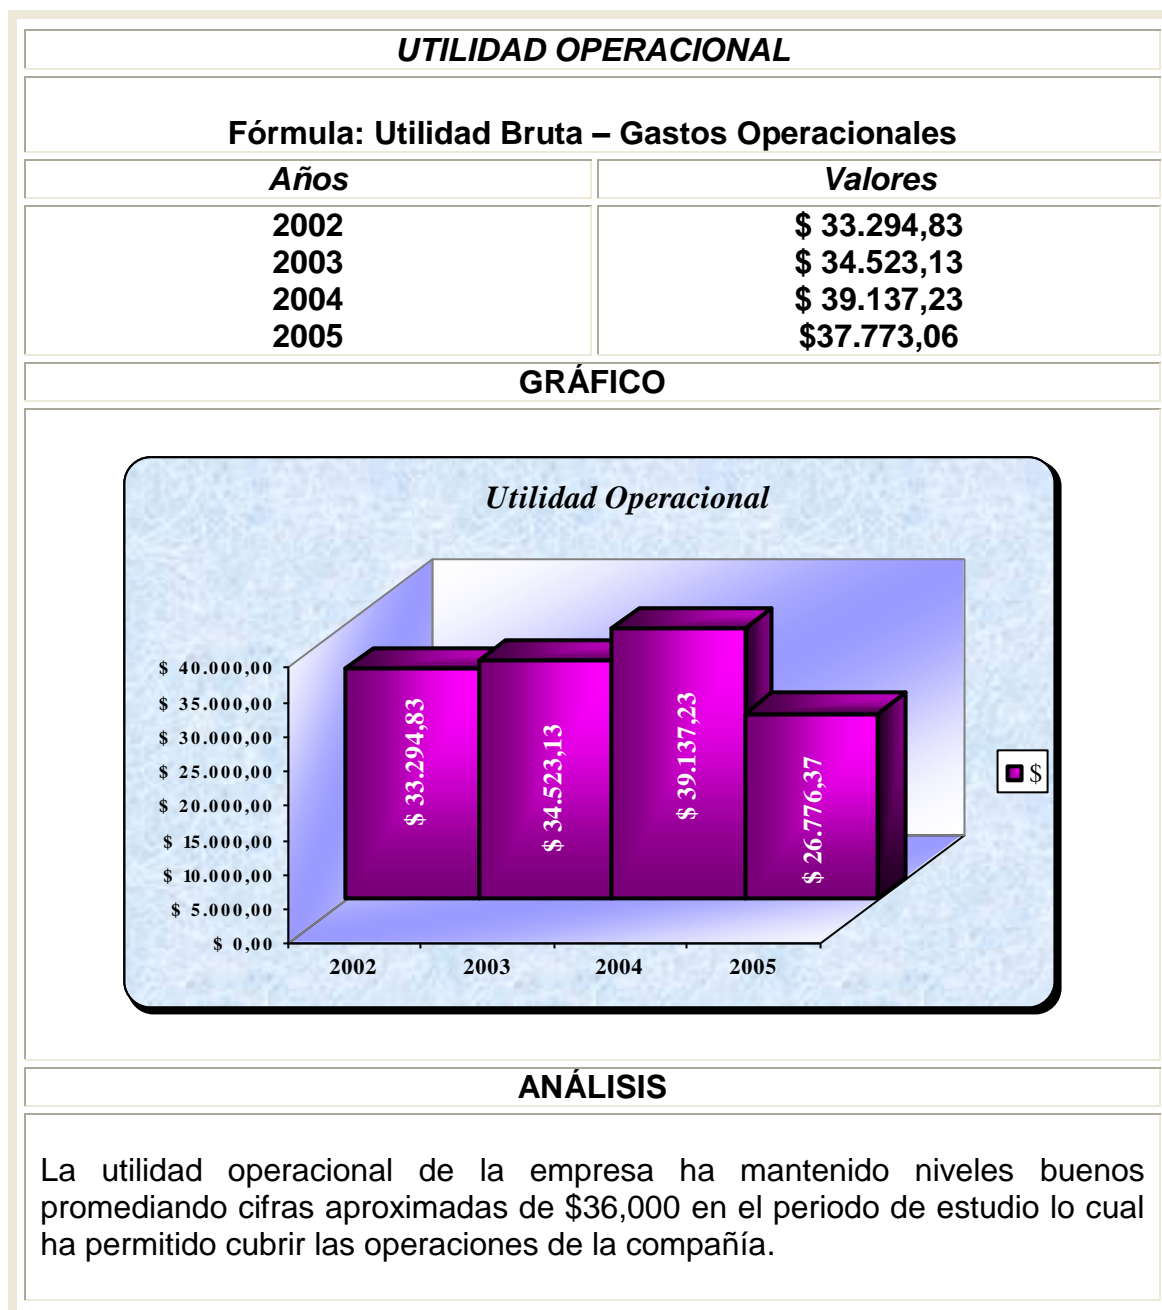 UTILIDAD OPERACIONAL
Fórmula: Utilidad Bruta – Gastos Operacionales
Años Valores
2002 $ 33.294,83
2003 $ 34.523,13
2004 $ 39.137,23
2005 $37.773,06
GRÁFICO
Utilidad Operacional
$ 40.000,00
$ 35.000,00
$ 30.000,00
$ 25.000,00
$ 20.000,00
$ 15.000,00
$ 10.000,00
$ 5.000,00
$ 0,00
$ 33.294,83
$ 34.523,13
$ 39.137,23
$ 26.776,37
2002 2003 2004 2005
$
ANÁLISIS
La utilidad operacional de la empresa ha mantenido niveles buenos
promediando cifras aproximadas de $36,000 en el periodo de estudio lo cual
ha permitido cubrir las operaciones de la compañía.